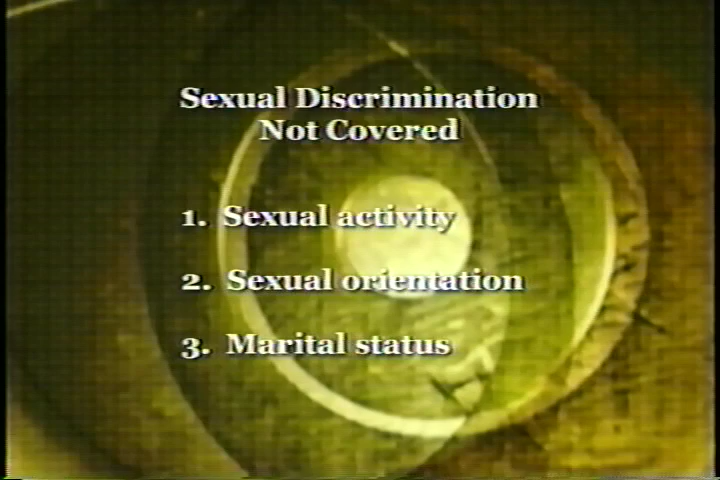 Sexual Discrimination
Not Covered
1. Sexual activity
2. Sexual orientation
3. Marital status